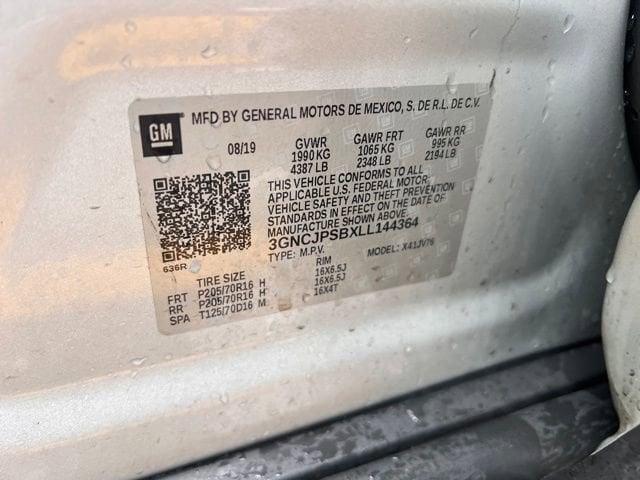 GM
MFD BY GENERAL MOTORS DE MEXICO, S. DE R.L. DE C.V.
08/19 GVWR GAWR FRT GAWR RR
1990 KG 1065 KG 995 KG
4387 LB 2348 LB 2194 LB
THIS VEHICLE CONFORMS TO ALL
APPLICABLE U.S. FEDERAL MOTOR
VEHICLE SAFETY AND THEFT PREVENTION
STANDARDS IN EFFECT ON THE DATE OF
MANUFACTURE SHOWN ABOVE.
3GNCJPSBXLL144364
TYPE: M.P.V. MODEL: X41JV76
636R
TIRE SIZE RIM
FRT P205/70R16 H 16X6.5J
RR P205/70R16 H 16X6.5J
SPA T125/70D16 M 16X4T